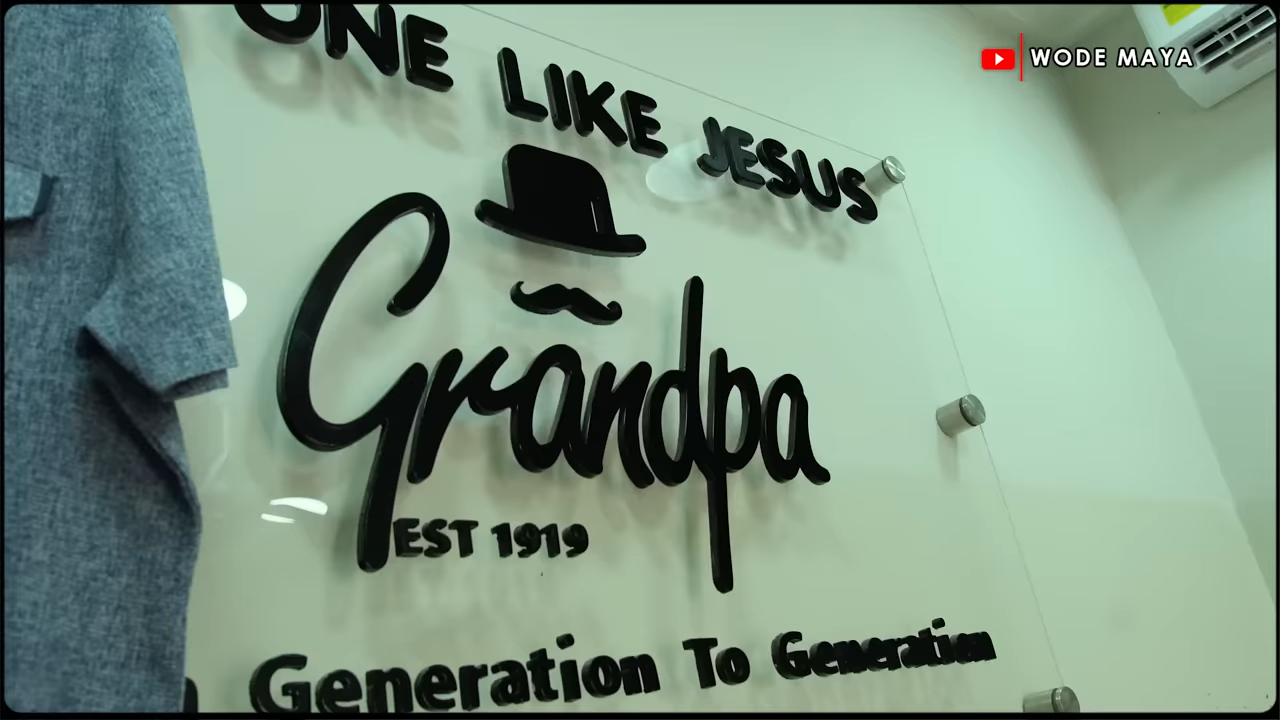 ONE LIKE JESUS
WODE MAYA
Grandpa
EST 1919
Generation To Generation